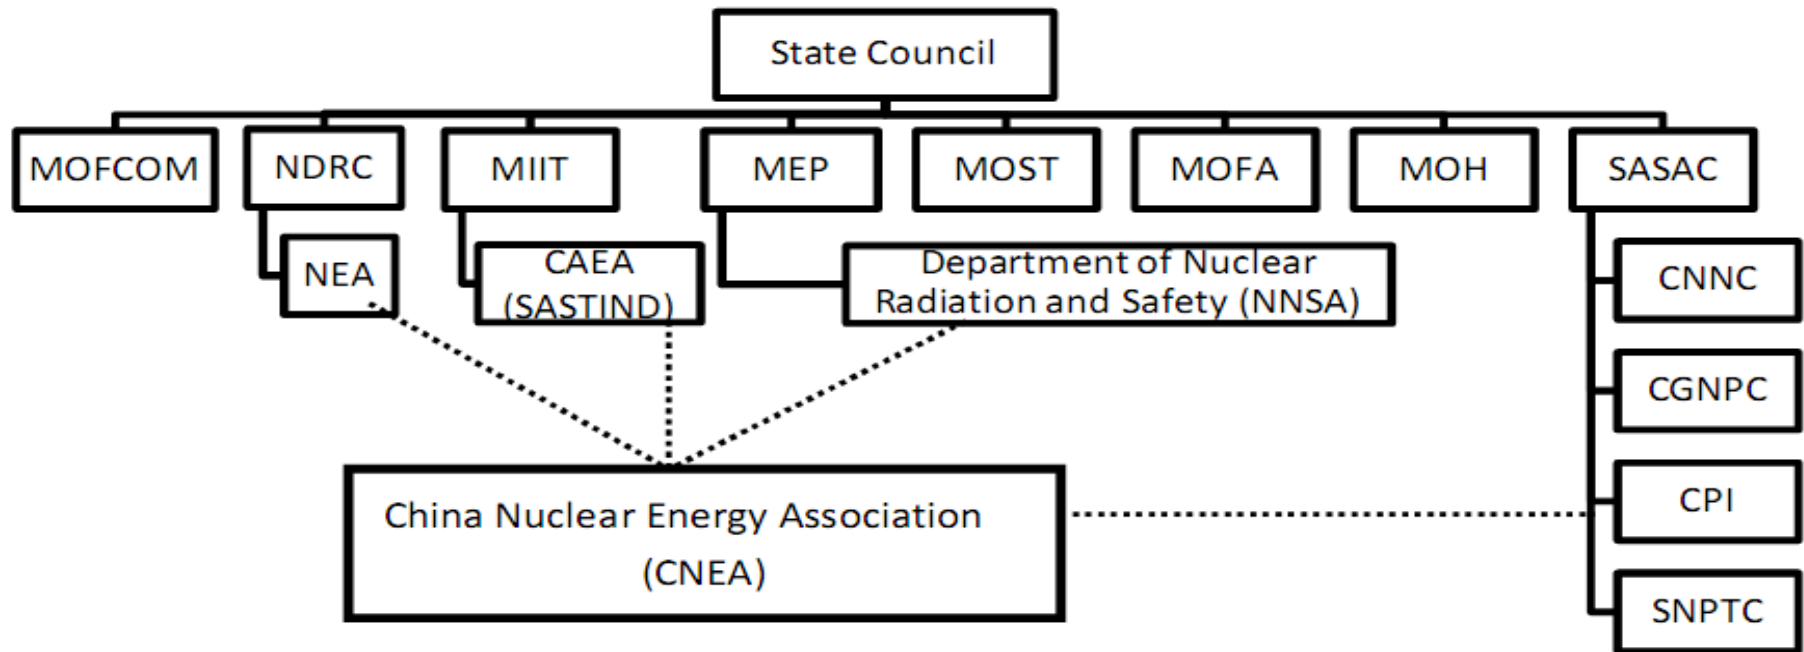 State Council
MOFCOM
NDRC
MIIT
MEP
MOST
MOFA
MOH
SASAC
NEA
CAEA
(SASTIND)
Department of Nuclear
Radiation and Safety (NNSA)
CNNC
CGNPC
CPI
SNPTC
China Nuclear Energy Association
(CNEA)